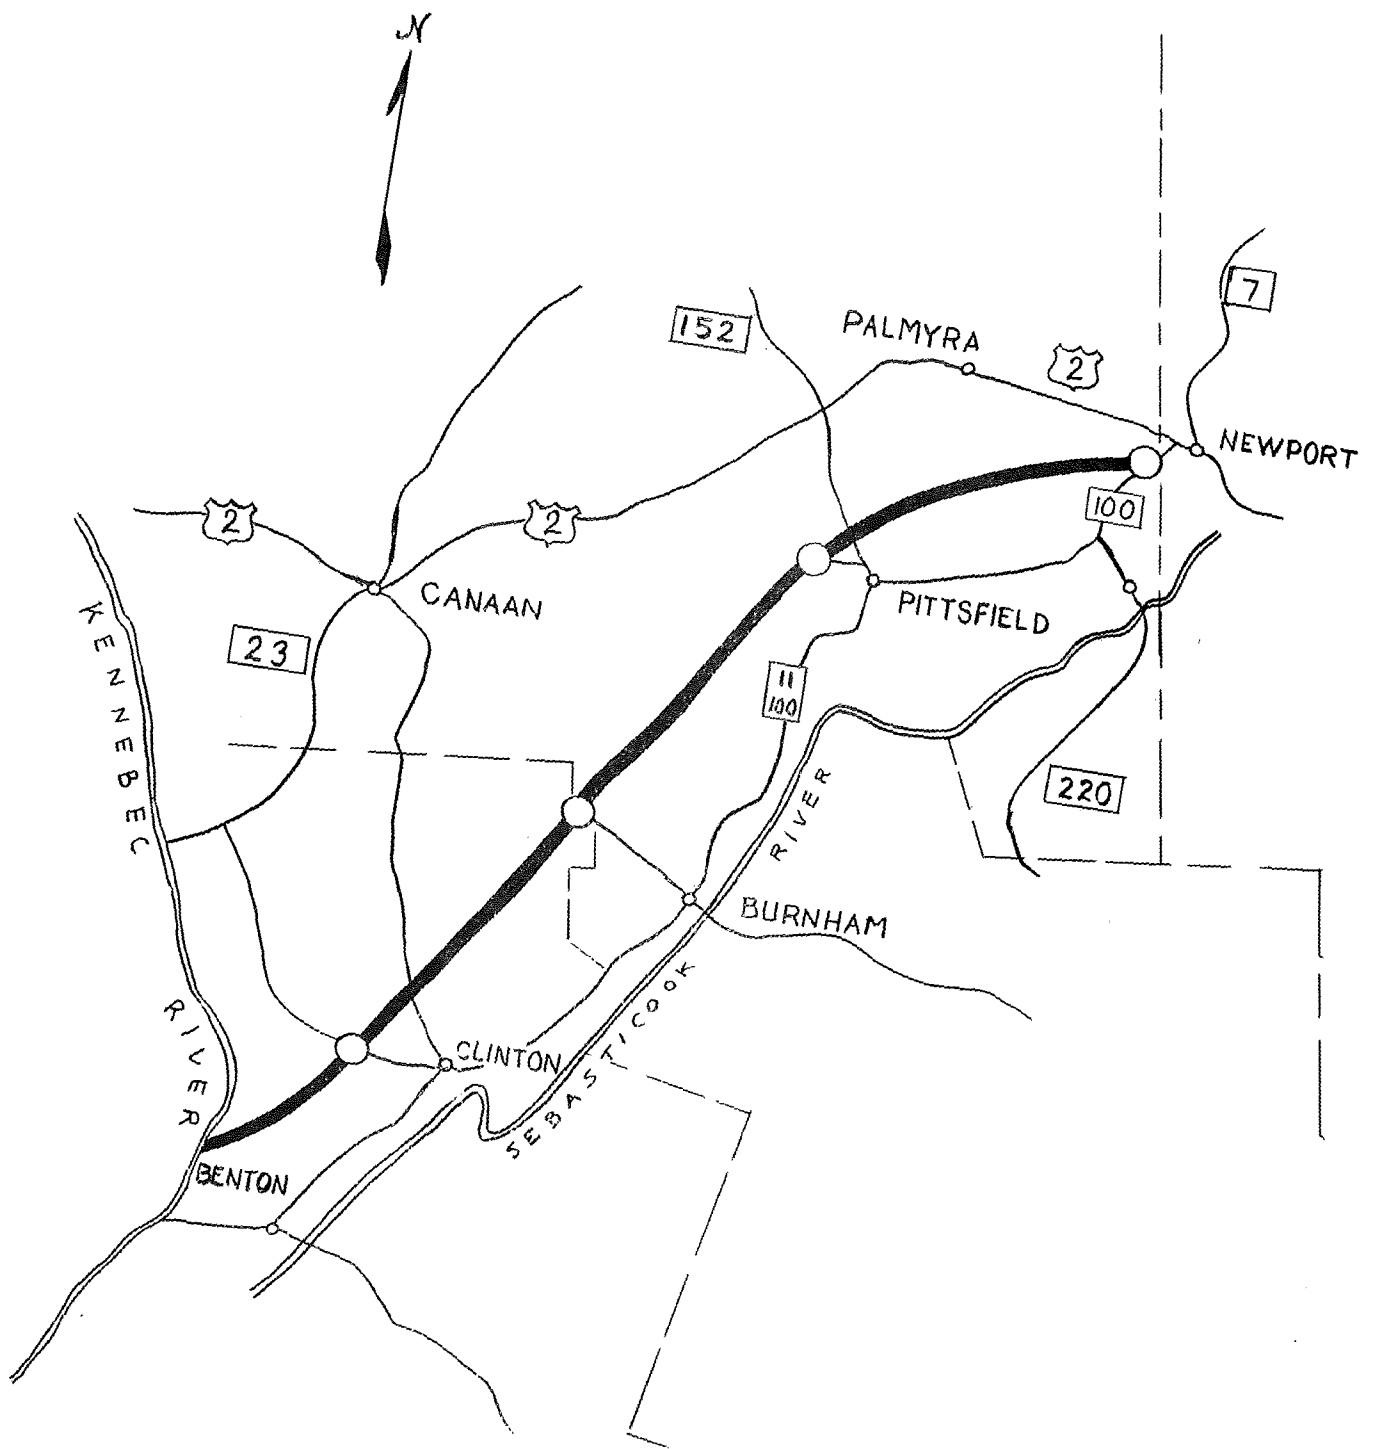 N
7
152
PALMYRA
2
NEWPORT
2
2
100
CANAAN
PITTSFIELD
23
KENNEBEC
RIVER
11
100
220
RIVER
BURNHAM
SEBASTICOOK
CLINTON
BENTON